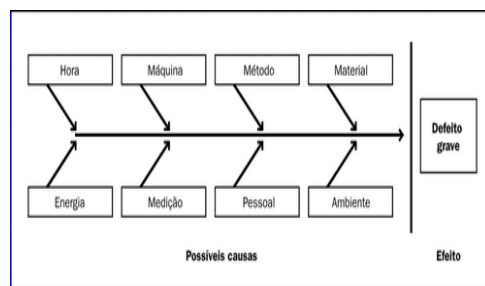 Hora
Máquina
Método
Material
Defeito
grave
Energia
Medição
Pessoal
Ambiente
Possíveis causas
Efeito